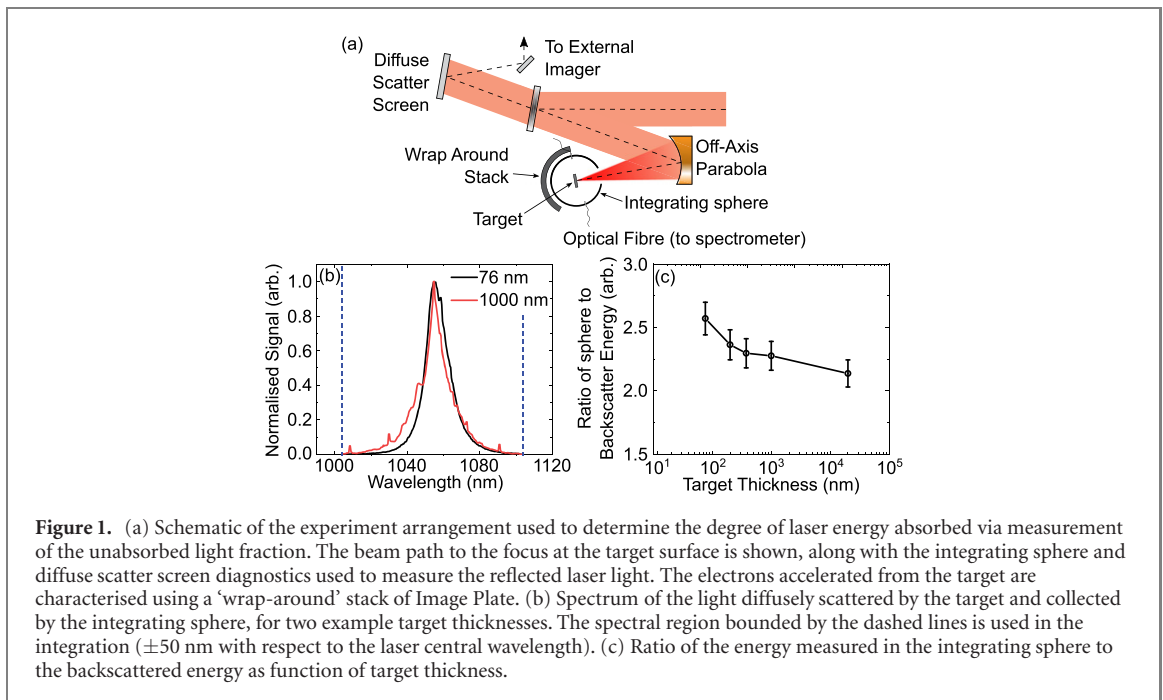 (a)
Diffuse
Scatter
Screen
To External
Imager
Off-Axis
Parabola
Wrap Around
Stack
Integrating sphere
Target
Optical Fibre (to spectrometer)
(b)
76 nm
1000 nm
Normalised Signal (arb.)
1.0
0.8
0.6
0.4
0.2
0.0
1000
1040
1080
1120
Wavelength (nm)
(c)
Ratio of sphere to
Backscatter Energy (arb.)
3.0
2.5
2.0
1.5
10¹
10²
10³
10⁴
10⁵
Target Thickness (nm)
Figure 1. (a) Schematic of the experiment arrangement used to determine the degree of laser energy absorbed via measurement
of the unabsorbed light fraction. The beam path to the focus at the target surface is shown, along with the integrating sphere and
diffuse scatter screen diagnostics used to measure the reflected laser light. The electrons accelerated from the target are
characterised using a ‘wrap-around’ stack of Image Plate. (b) Spectrum of the light diffusely scattered by the target and collected
by the integrating sphere, for two example target thicknesses. The spectral region bounded by the dashed lines is used in the
integration (±50 nm with respect to the laser central wavelength). (c) Ratio of the energy measured in the integrating sphere to
the backscattered energy as function of target thickness.